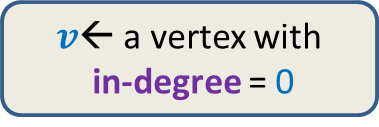 v← a vertex with
in-degree = 0